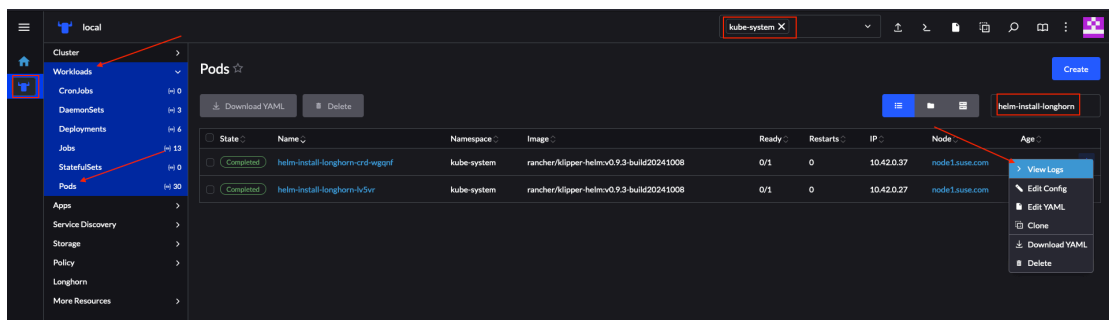 local
kube-system X
Cluster
Workloads
CronJobs 0
DaemonSets 3
Deployments 6
Jobs 13
StatefulSets 0
Pods 30
Apps
Service Discovery
Storage
Policy
Longhorn
More Resources
Pods
Create
Download YAML
Delete
helm-install-longhorn
State Name Namespace Image Ready Restarts IP Node Age
Completed helm-install-longhorn-crd-wgqnf kube-system rancher/klipper-helm:v0.9.3-build20241008 0/1 0 10.42.0.37 node1.suse.com
Completed helm-install-longhorn-lv5vr kube-system rancher/klipper-helm:v0.9.3-build20241008 0/1 0 10.42.0.27 node1.suse.com
View Logs
Edit Config
Edit YAML
Clone
Download YAML
Delete